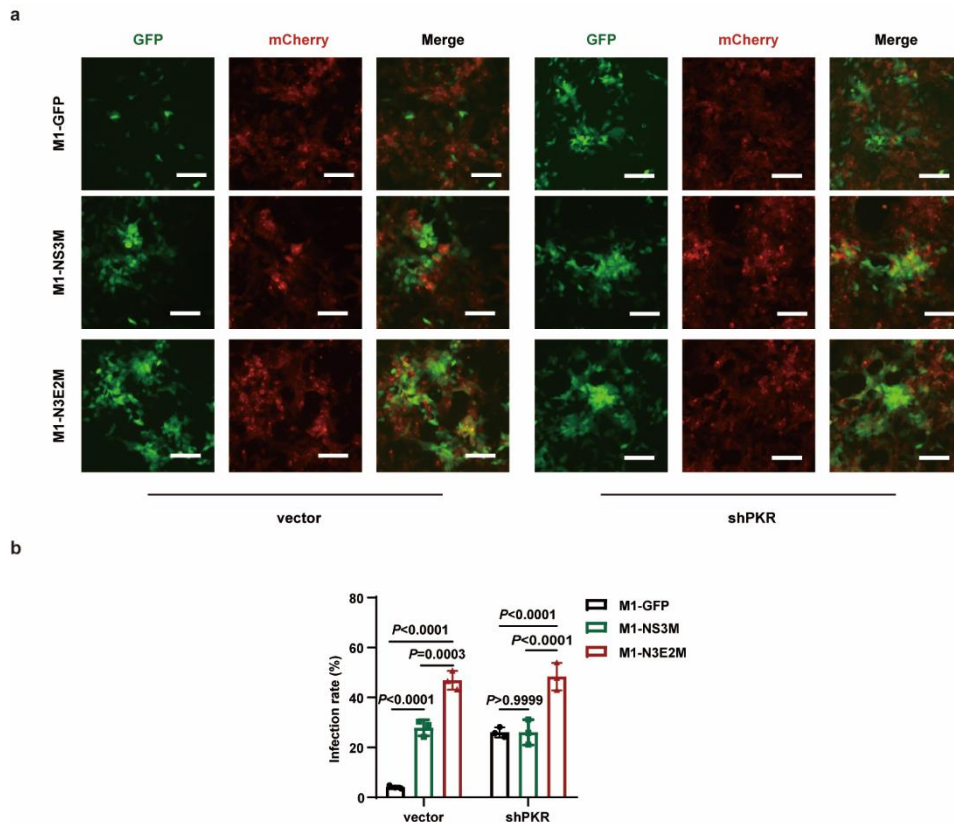 a
GFP mCherry Merge GFP mCherry Merge
M1-GFP
M1-NS3M
M1-N3E2M
vector shPKR
b
80
60
40
20
0
Infection rate (%)
P<0.0001
P=0.0003
P<0.0001
P<0.0001
P<0.0001
P>0.9999
vector shPKR
M1-GFP
M1-NS3M
M1-N3E2M